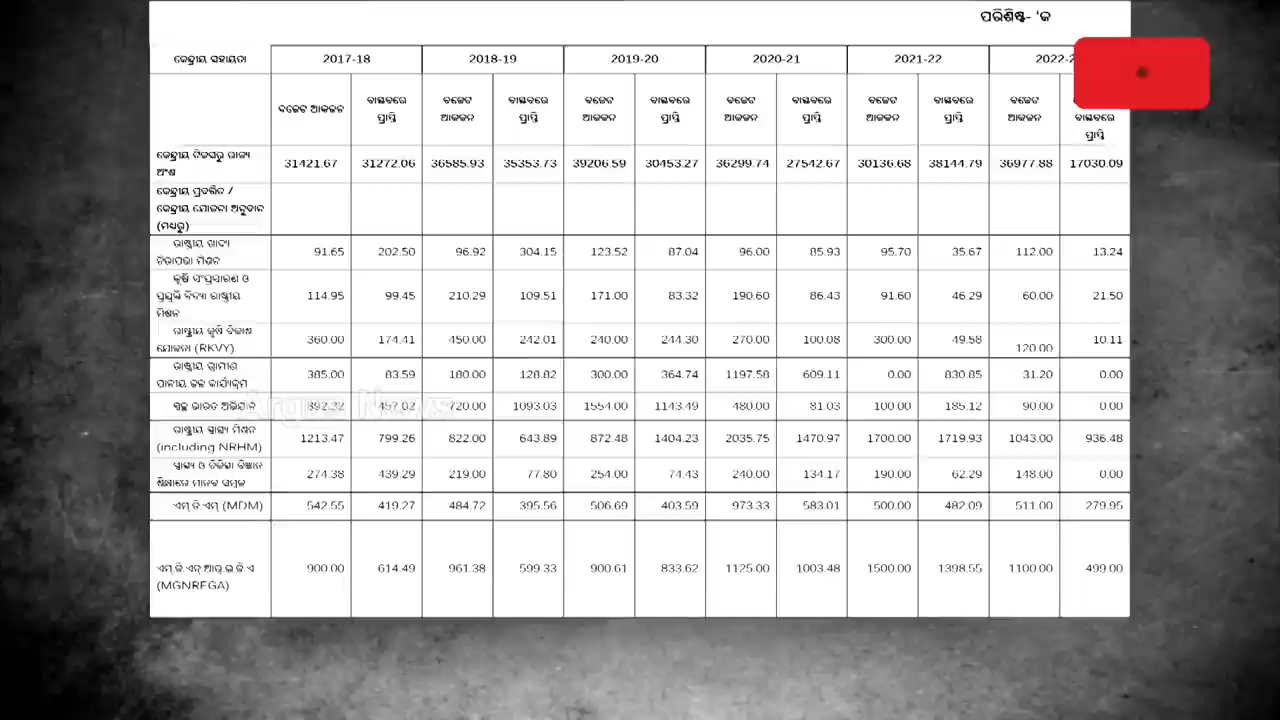 ପରିଶିଷ୍ଟ- 'କ
କେନ୍ଦ୍ରୀୟ ସହାୟତା 2017-18 2018-19 2019-20 2020-21 2021-22 2022-2
ବଜେଟ ଆକଳନ ବାସ୍ତବରେ ପ୍ରାପ୍ତି ବଜେଟ ଆକଳନ ବାସ୍ତବରେ ପ୍ରାପ୍ତି ବଜେଟ ଆକଳନ ବାସ୍ତବରେ ପ୍ରାପ୍ତି ବଜେଟ ଆକଳନ ବାସ୍ତବରେ ପ୍ରାପ୍ତି ବଜେଟ ଆକଳନ ବାସ୍ତବରେ ପ୍ରାପ୍ତି ବଜେଟ ଆକଳନ ବାସ୍ତବରେ ପ୍ରାପ୍ତି
କେନ୍ଦ୍ରୀୟ ଟିକସରୁ ରାଜ୍ୟ
ଅଂଶ
31421.67 31272.06 36585.93 35353.73 39206.59 30453.27 36299.74 27542.67 30136.68 38144.79 36977.88 17030.09
କେନ୍ଦ୍ରୀୟ ପ୍ରବର୍ତ୍ତିତ /
କେନ୍ଦ୍ରୀୟ ଯୋଜନା ଅନୁଦାନ
(ମଧ୍ୟରୁ)
ରାଷ୍ଟ୍ରୀୟ ଖାଦ୍ୟ
ନିରାପତ୍ତା ମିଶନ
91.65 202.50 96.92 304.15 123.52 87.04 96.00 85.93 95.70 35.67 112.00 13.24
କୃଷି ସଂପ୍ରସାରଣ ଓ
ପ୍ରଯୁକ୍ତି ବିଦ୍ୟା ରାଷ୍ଟ୍ରୀୟ
ମିଶନ
114.95 99.45 210.29 109.51 171.00 83.32 190.60 86.43 91.60 46.29 60.00 21.50
ରାଷ୍ଟ୍ରୀୟ କୃଷି ବିକାଶ
ଯୋଜନା (RKVY)
360.00 174.41 450.00 242.01 240.00 244.30 270.00 100.08 300.00 49.58 120.00 10.11
ରାଷ୍ଟ୍ରୀୟ ଗ୍ରାମୀଣ
ପାନୀୟ ଜଳ କାର୍ଯ୍ୟକ୍ରମ
385.00 83.59 180.00 128.82 300.00 364.74 1197.58 609.11 0.00 830.85 31.20 0.00
ସ୍ୱଚ୍ଛ ଭାରତ ଅଭିଯାନ 892.32 720.00 1093.03 1554.00 1143.49 480.00 81.03 100.00 185.12 90.00 0.00
Argus News
ରାଷ୍ଟ୍ରୀୟ ସ୍ୱାସ୍ଥ୍ୟ ମିଶନ
(including NRHM)
1213.47 799.26 822.00 643.89 872.48 1404.23 2035.75 1470.97 1700.00 1719.93 1043.00 936.48
ସ୍ୱାସ୍ଥ୍ୟ ଓ ଚିକିତ୍ସା ବିଜ୍ଞାନ
ଶିକ୍ଷାରେ ମାନବ ସମ୍ବଳ
274.38 439.29 219.00 77.80 254.00 74.43 240.00 134.17 190.00 62.29 148.00 0.00
ଏମ୍.ଡି.ଏମ୍ (MDM) 542.55 419.27 484.72 395.56 506.69 403.59 973.33 583.01 500.00 482.09 511.00 279.95
ଏମ୍.ଜି.ଏନ୍.ଆର୍.ଇ.ଜି.ଏ
(MGNREGA)
900.00 614.49 961.38 599.33 900.61 833.62 1125.00 1003.48 1500.00 1398.55 1100.00 499.00